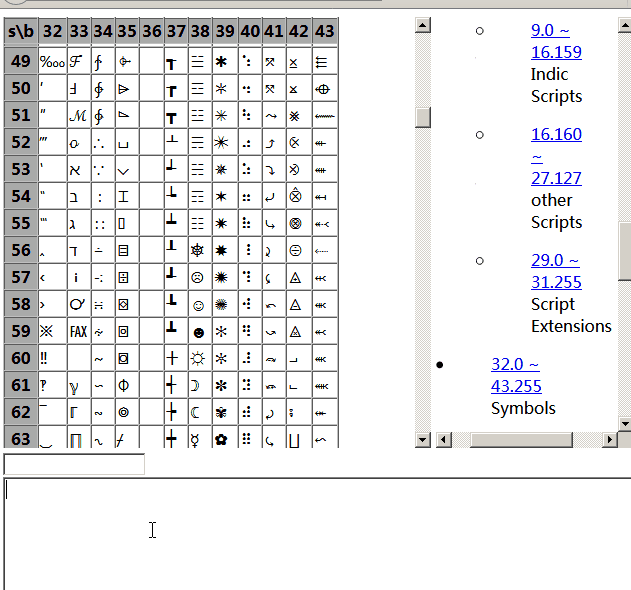 s\b 32 33 34 35 36 37 38 39 40 41 42 43
49 ‱ ℱ ∱ ⌱ ┱ ☱ ✱ ⠱ ⤱ ⨱ ⬱
50 ′ Ⅎ ∲ ⌲ ┲ ☲ ✲ ⠲ ⤲ ⨲ ⬲
51 ″ ℳ ∳ ⌳ ┳ ☳ ✳ ⠳ ⤳ ⨳ ⬳
52 ‴ ℴ ∴ ⌴ ┴ ☴ ✴ ⠴ ⤴ ⨴ ⬴
53 ‵ ℵ ∵ ⌵ ┵ ☵ ✵ ⠵ ⤵ ⨵ ⬵
54 ‶ ℶ ∶ ⌶ ┶ ☶ ✶ ⠶ ⤶ ⨶ ⬶
55 ‷ ℷ ∷ ⌷ ┷ ☷ ✷ ⠷ ⤷ ⨷ ⬷
56 ‸ ℸ ∸ ⌸ ┸ ☸ ✸ ⠸ ⤸ ⨸ ⬸
57 ‹ ℹ ∹ ⌹ ┹ ☹ ✹ ⠹ ⤹ ⨹ ⬹
58 › ℺ ∺ ⌺ ┺ ☺ ✺ ⠺ ⤺ ⨺ ⬺
59 ※ ℻ ∻ ⌻ ┻ ☻ ✻ ⠻ ⤻ ⨻ ⬻
60 ‼ ∼ ⌼ ┼ ☼ ✼ ⠼ ⤼ ⨼ ⬼
61 ‽ ℽ ∽ ⌽ ┽ ☽ ✽ ⠽ ⤽ ⨽ ⬽
62 ‾ ℾ ∾ ⌾ ┾ ☾ ✾ ⠾ ⤾ ⨾ ⬾
63 ‿ ℿ ∿ ⌿ ┿ ☿ ✿ ⠿ ⤿ ⨿ ⬿
9.0 ~
16.159
Indic
Scripts
16.160
~
27.127
other
Scripts
29.0 ~
31.255
Script
Extensions
32.0 ~
43.255
Symbols